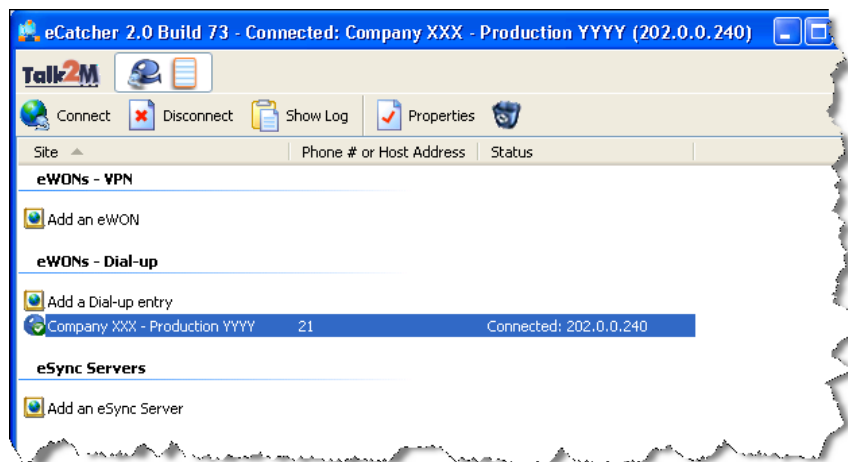 eCatcher 2.0 Build 73 - Connected: Company XXX - Production YYYY (202.0.0.240)
Talk2M
Connect Disconnect Show Log Properties
Site Phone # or Host Address Status
eWONs - VPN
Add an eWON
eWONs - Dial-up
Add a Dial-up entry
Company XXX - Production YYYY 21 Connected: 202.0.0.240
eSync Servers
Add an eSync Server